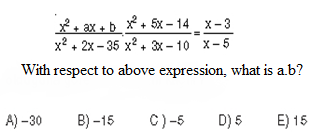 x² + ax + b / x² + 2x – 35 . x² + 5x – 14 / x² + 3x – 10 = x – 3 / x – 5
With respect to above expression, what is a.b?
A) –30 B) –15 C) –5 D) 5 E) 15